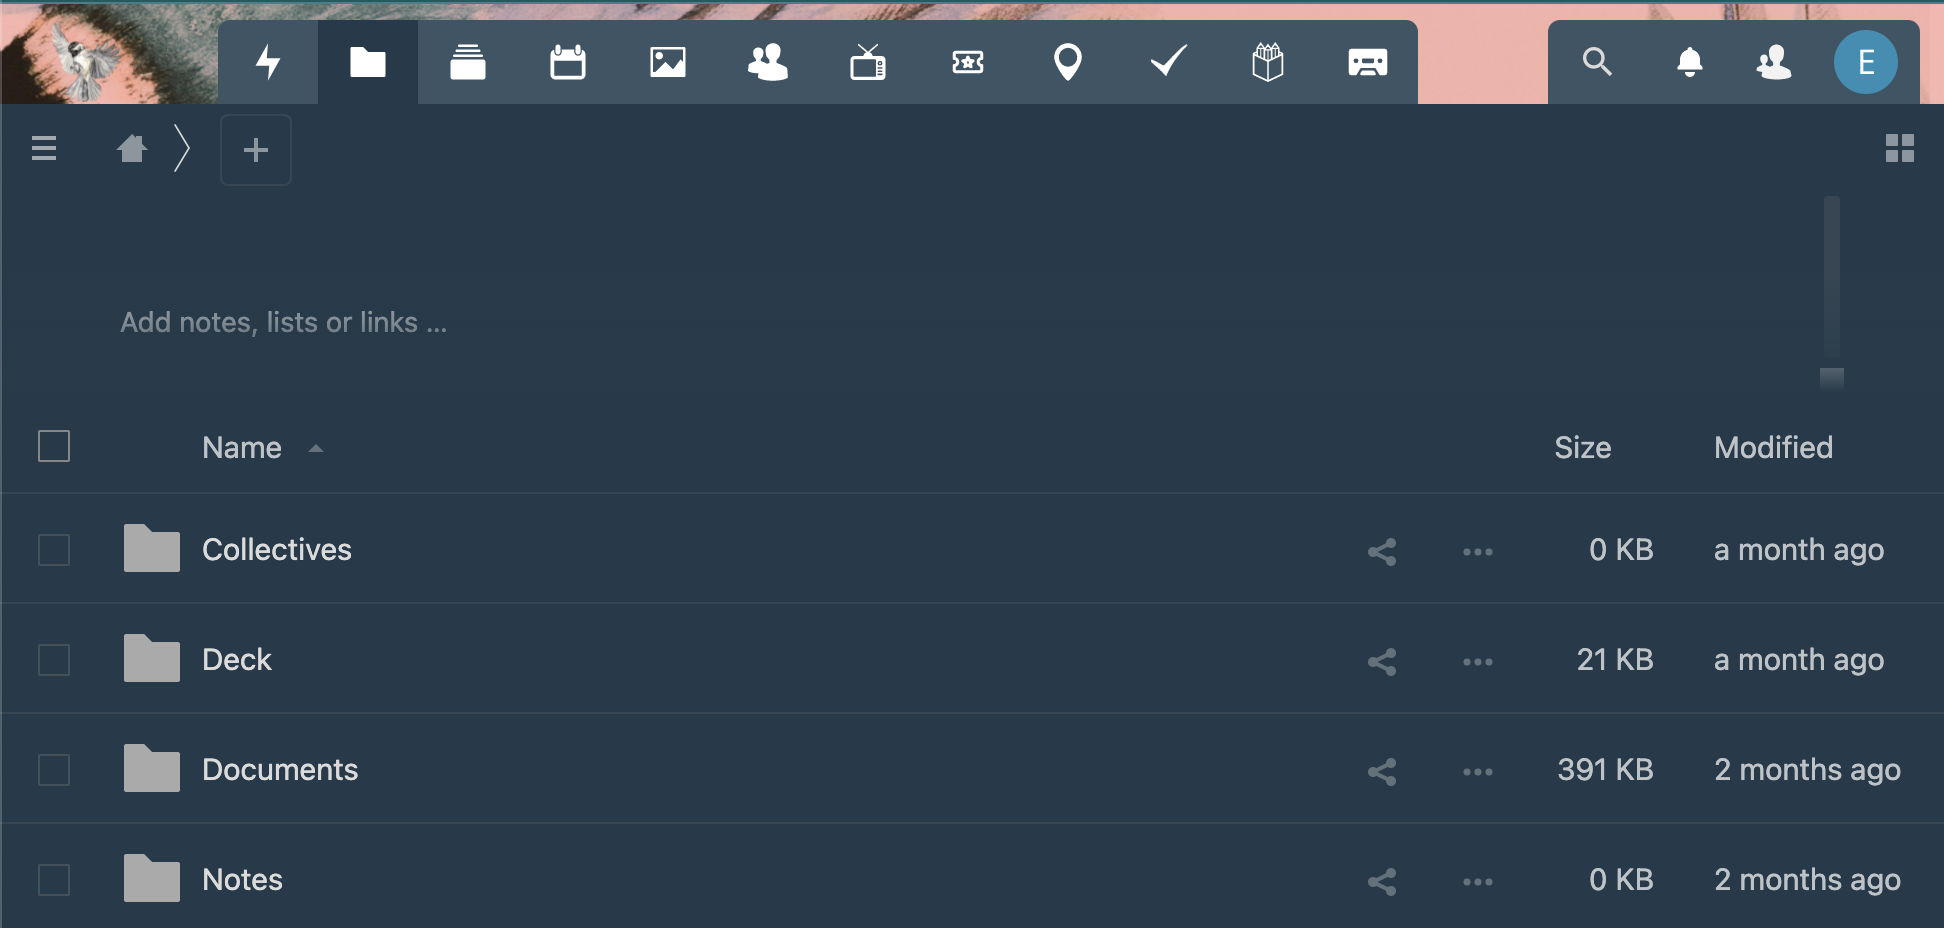 E
Add notes, lists or links ...
Name Size Modified
Collectives 0 KB a month ago
Deck 21 KB a month ago
Documents 391 KB 2 months ago
Notes 0 KB 2 months ago